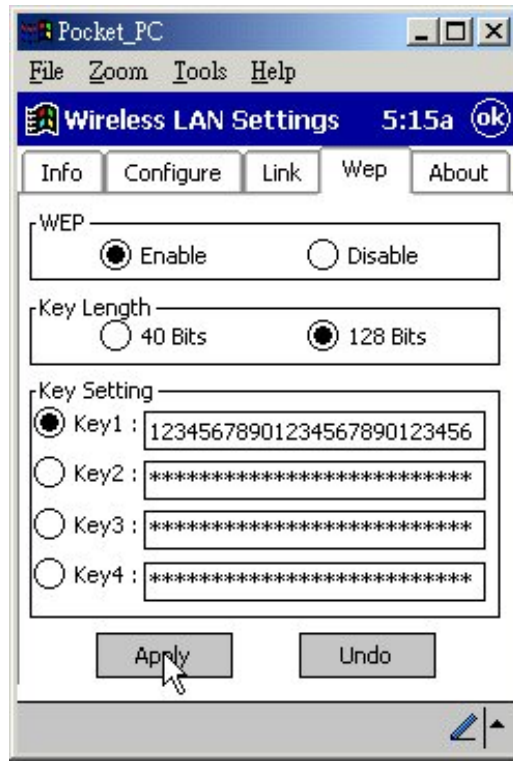 Pocket_PC
File Zoom Tools Help
Wireless LAN Settings 5:15a ok
Info Configure Link Wep About
WEP
Enable Disable
Key Length
40 Bits 128 Bits
Key Setting
Key1 : 12345678901234567890123456
Key2 : **************************
Key3 : **************************
Key4 : **************************
Apply Undo